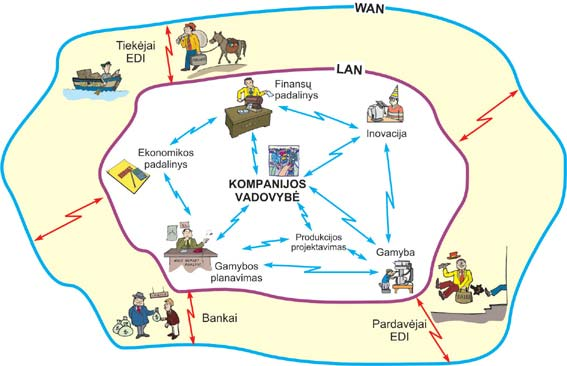 WAN
Tiekėjai
EDI
LAN
Finansų
padalinys
Inovacija
Ekonomikos
padalinys
KOMPANIJOS
VADOVYBĖ
Produkcijos
projektavimas
Gamyba
Gamybos
planavimas
Bankai
Pardavėjai
EDI